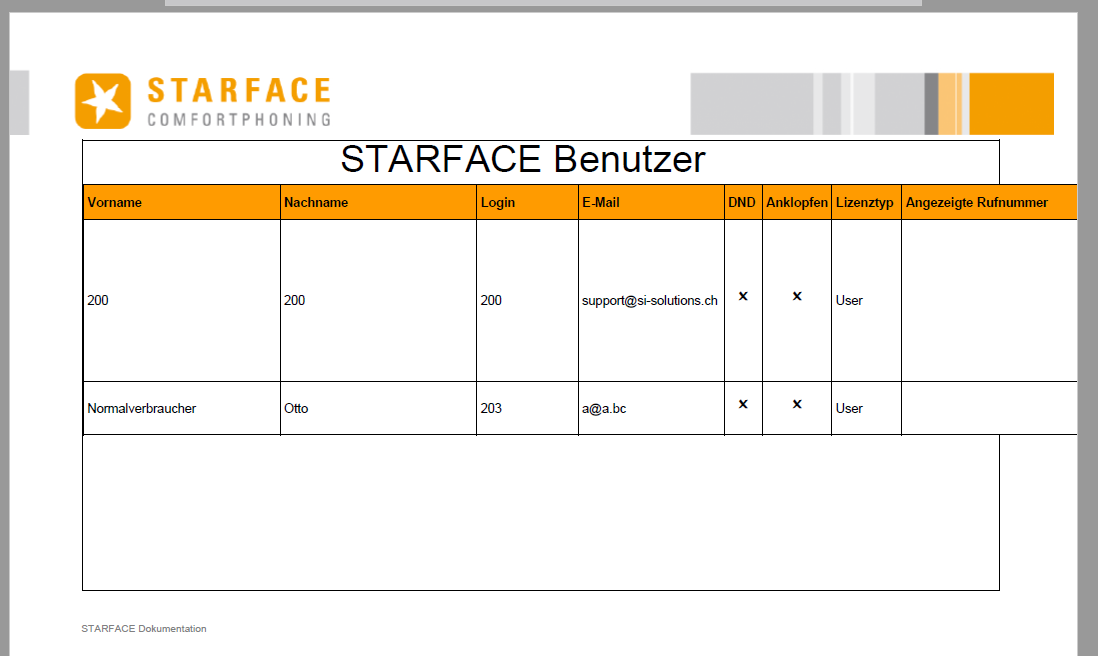 STARFACE
COMFORTPHONING
STARFACE Benutzer
Vorname Nachname Login E-Mail DND Anklopfen Lizenztyp Angezeigte Rufnummer
200 200 200 support@si-solutions.ch x x User
Normalverbraucher Otto 203 a@a.bc x x User
STARFACE Dokumentation